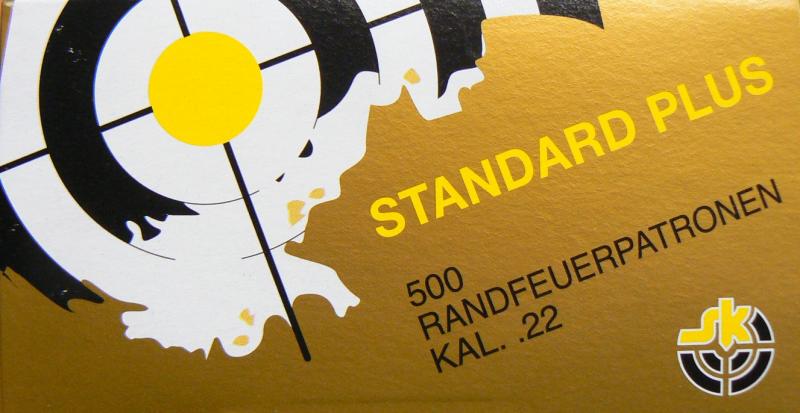 STANDARD PLUS
500
RANDFEUERPATRONEN
KAL. .22
sk